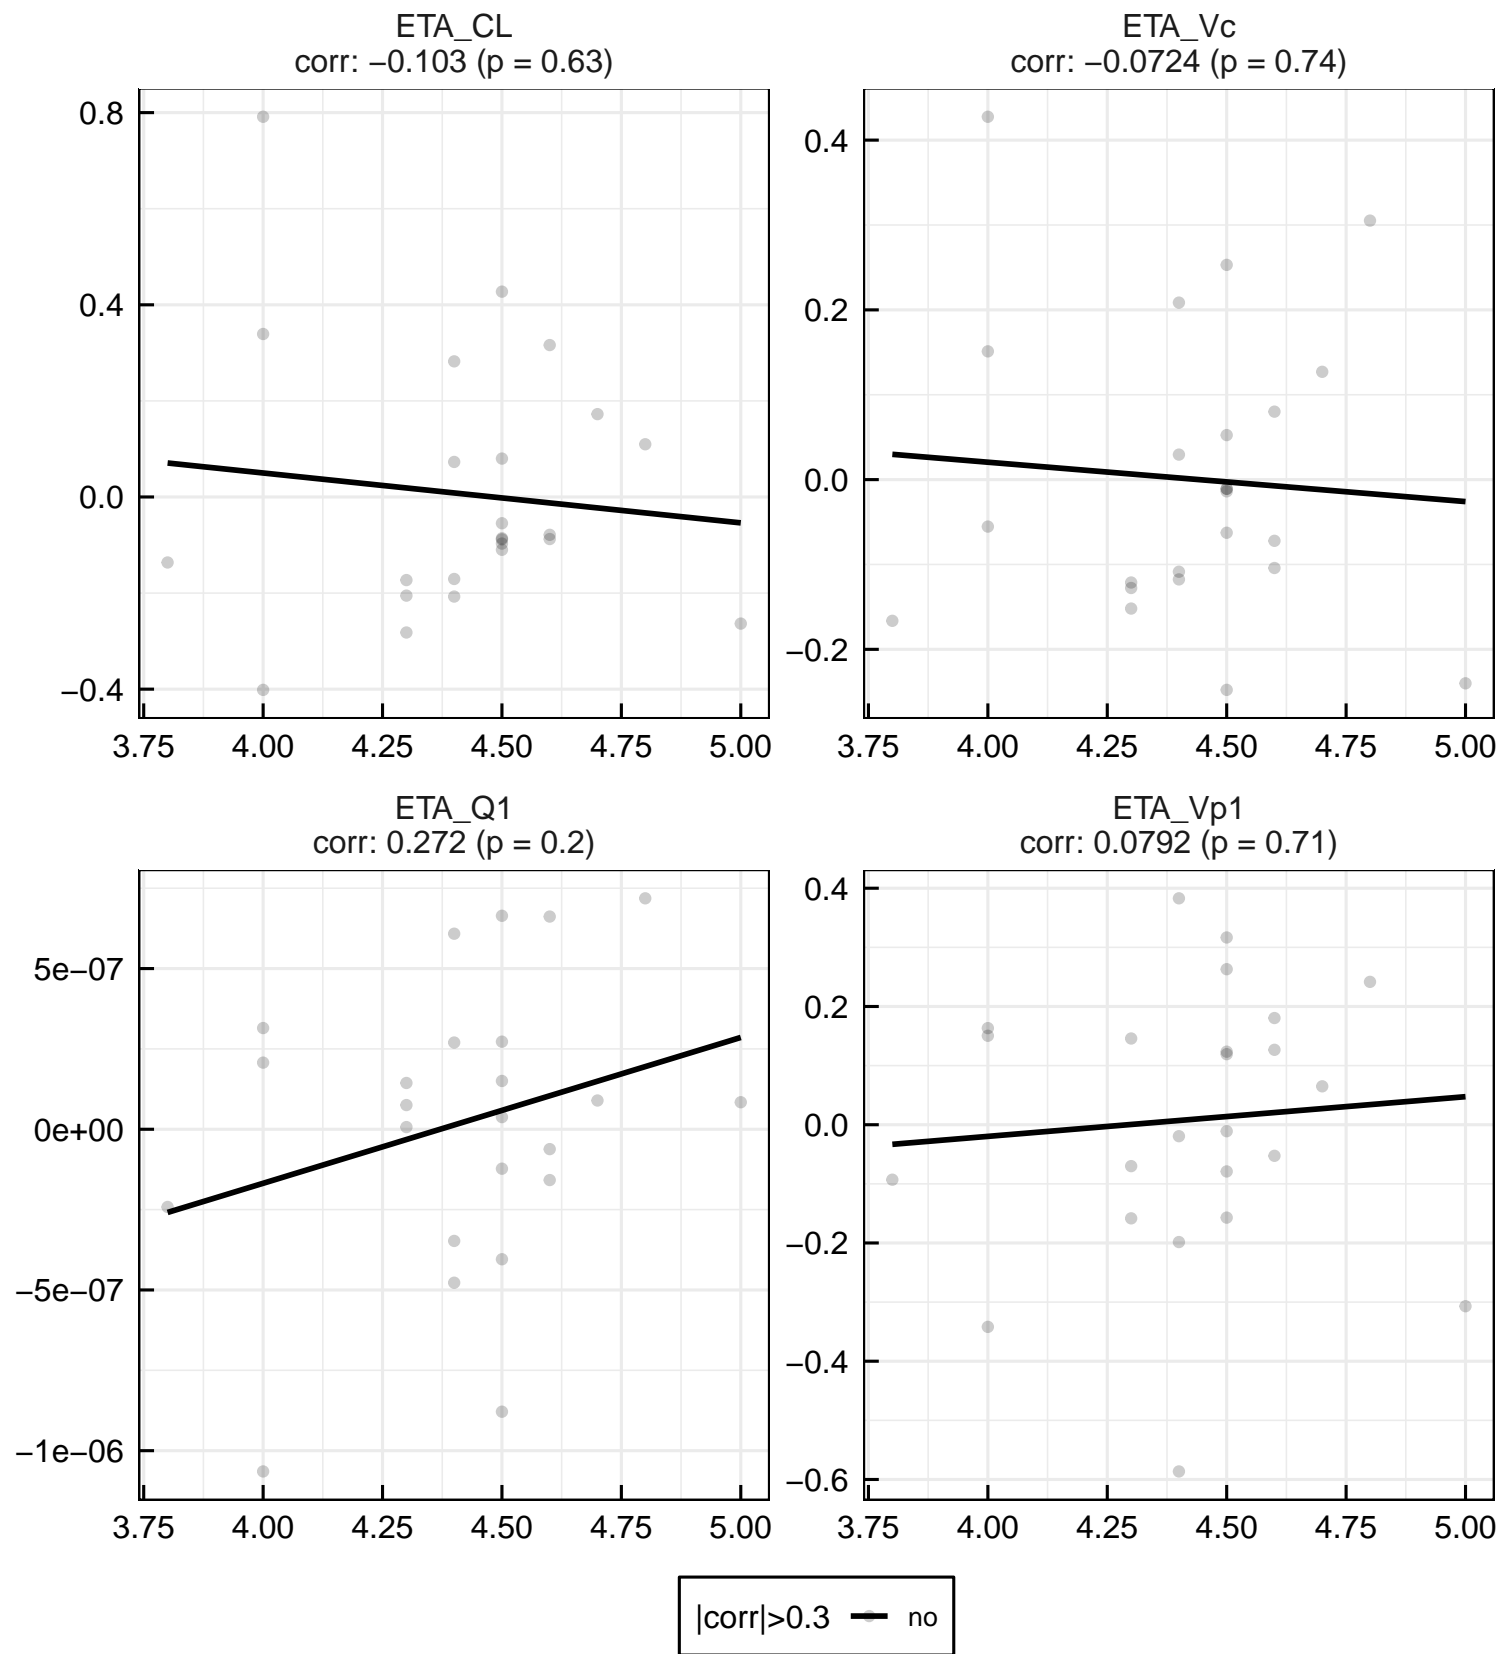 ETA_CL
corr: −0.103 (p = 0.63)
ETA_Vc
corr: −0.0724 (p = 0.74)
0.8
0.4
0.0
−0.4
3.75 4.00 4.25 4.50 4.75 5.00
0.4
0.2
0.0
−0.2
3.75 4.00 4.25 4.50 4.75 5.00
ETA_Q1
corr: 0.272 (p = 0.2)
ETA_Vp1
corr: 0.0792 (p = 0.71)
5e−07
0e+00
−5e−07
−1e−06
3.75 4.00 4.25 4.50 4.75 5.00
0.4
0.2
0.0
−0.2
−0.4
−0.6
3.75 4.00 4.25 4.50 4.75 5.00
|corr|>0.3 no